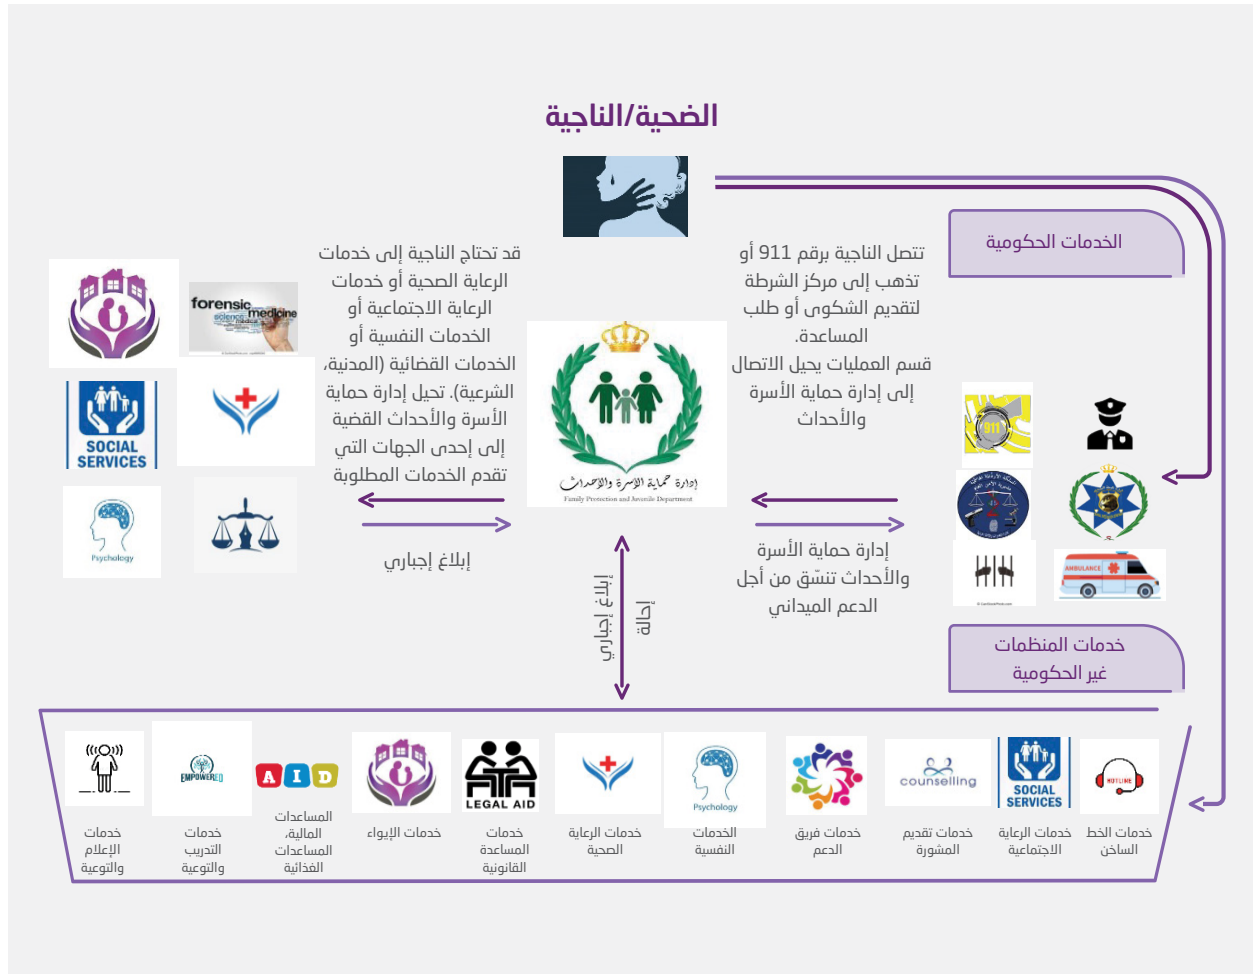 الضحية/الناجية
الخدمات الحكومية
تتصل الناجية برقم 911 أو
تذهب إلى مركز الشرطة
لتقديم الشكوى أو طلب
المساعدة.
قسم العمليات يحيل الاتصال
إلى إدارة حماية الأسرة
والأحداث
قد تحتاج الناجية إلى خدمات
الرعاية الصحية أو خدمات
الرعاية الاجتماعية أو
الخدمات النفسية أو
الخدمات القضائية (المدنية،
الشرعية). تحيل إدارة حماية
الأسرة والأحداث القضية
إلى إحدى الجهات التي
تقدم الخدمات المطلوبة
forensic
science medicine
medical
SOCIAL
SERVICES
Psychology
911
AMBULANCE
إدارة حماية الأسرة والأحداث
Family Protection and Juvenile Department
إبلاغ إجباري
إدارة حماية الأسرة
والأحداث تنسّق من أجل
الدعم الميداني
إبلاغ إجباري
إحالة
خدمات المنظمات
غير الحكومية
HOTLINE
خدمات الخط
الساخن
SOCIAL
SERVICES
خدمات الرعاية
الاجتماعية
counselling
خدمات تقديم
المشورة
خدمات فريق
الدعم
Psychology
الخدمات
النفسية
خدمات الرعاية
الصحية
LEGAL AID
خدمات
المساعدة
القانونية
خدمات الإيواء
AID
المساعدات
المالية،
المساعدات
الغذائية
EMPOWERED
خدمات
التدريب
والتوعية
خدمات
الإعلام
والتوعية